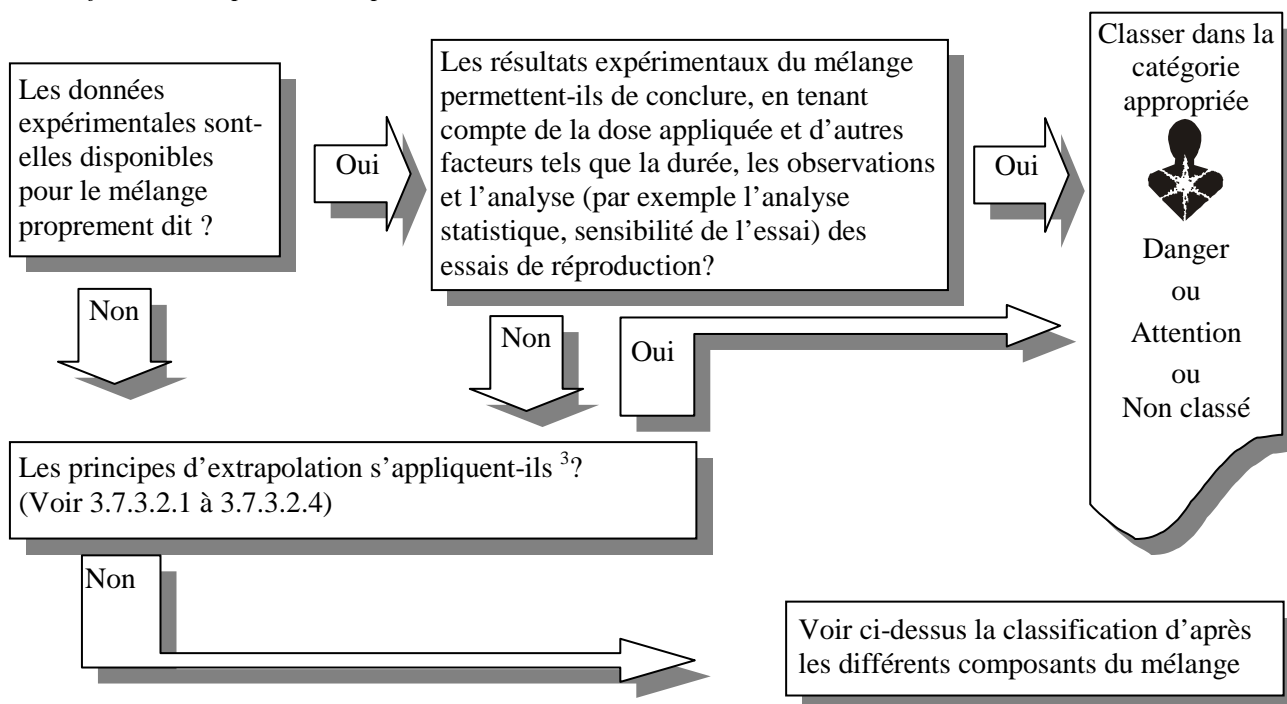 Les données
expérimentales sont-
elles disponibles
pour le mélange
proprement dit ?
Oui
Les résultats expérimentaux du mélange
permettent-ils de conclure, en tenant
compte de la dose appliquée et d'autres
facteurs tels que la durée, les observations
et l'analyse (par exemple l'analyse
statistique, sensibilité de l'essai) des
essais de réproduction?
Oui
Classer dans la
catégorie
appropriée
Danger
ou
Attention
ou
Non classé
Non
Non
Oui
Les principes d'extrapolation s'appliquent-ils ³?
(Voir 3.7.3.2.1 à 3.7.3.2.4)
Non
Voir ci-dessus la classification d'après
les différents composants du mélange